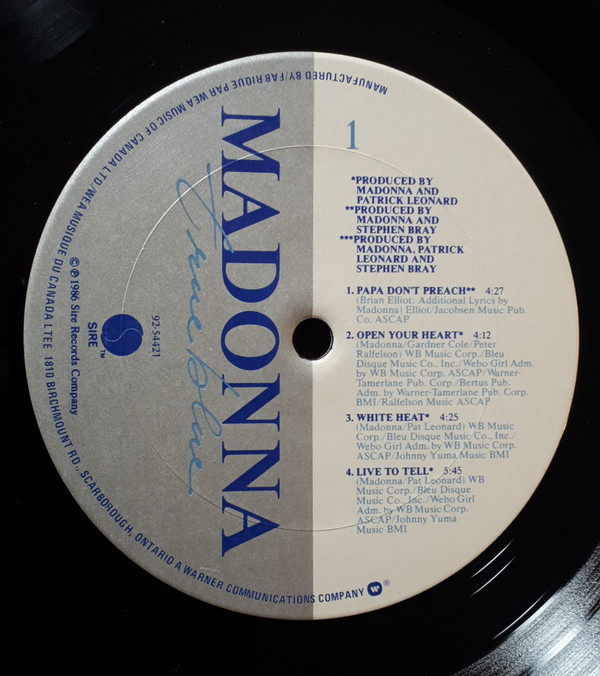 MANUFACTURED BY/FABRIQUE PAR WEA MUSIC OF CANADA LTD./WEA MUSIQUE DU CANADA LTEE. 1810 BIRCHMOUNT RD., SCARBOROUGH, ONTARIO A WARNER COMMUNICATIONS COMPANY ®
MADONNA
True blue
© ℗ 1986 Sire Records Company
SIRE
™
92-54421
1
*PRODUCED BY
MADONNA AND
PATRICK LEONARD
**PRODUCED BY
MADONNA AND
STEPHEN BRAY
***PRODUCED BY
MADONNA, PATRICK
LEONARD AND
STEPHEN BRAY
1. PAPA DON'T PREACH** 4:27
(Brian Elliot; Additional Lyrics by
Madonna) Elliot/Jacobsen Music Pub.
Co. ASCAP
2. OPEN YOUR HEART* 4:12
(Madonna/Gardner Cole/Peter
Ralfelson) WB Music Corp./Bleu
Disque Music Co., Inc./Webo Girl Adm.
by WB Music Corp. ASCAP/Warner-
Tamerlane Pub. Corp./Bertus Pub.
Adm. by Warner-Tamerlane Pub. Corp.
BMI/Ralfelson Music ASCAP
3. WHITE HEAT* 4:25
(Madonna/Pat Leonard) WB Music
Corp./Bleu Disque Music Co., Inc./
Webo Girl Adm. by WB Music Corp.
ASCAP/Johnny Yuma Music BMI
4. LIVE TO TELL* 5:45
(Madonna/Pat Leonard) WB
Music Corp./Bleu Disque
Music Co., Inc./Webo Girl
Adm. by WB Music Corp.
ASCAP/Johnny Yuma
Music BMI